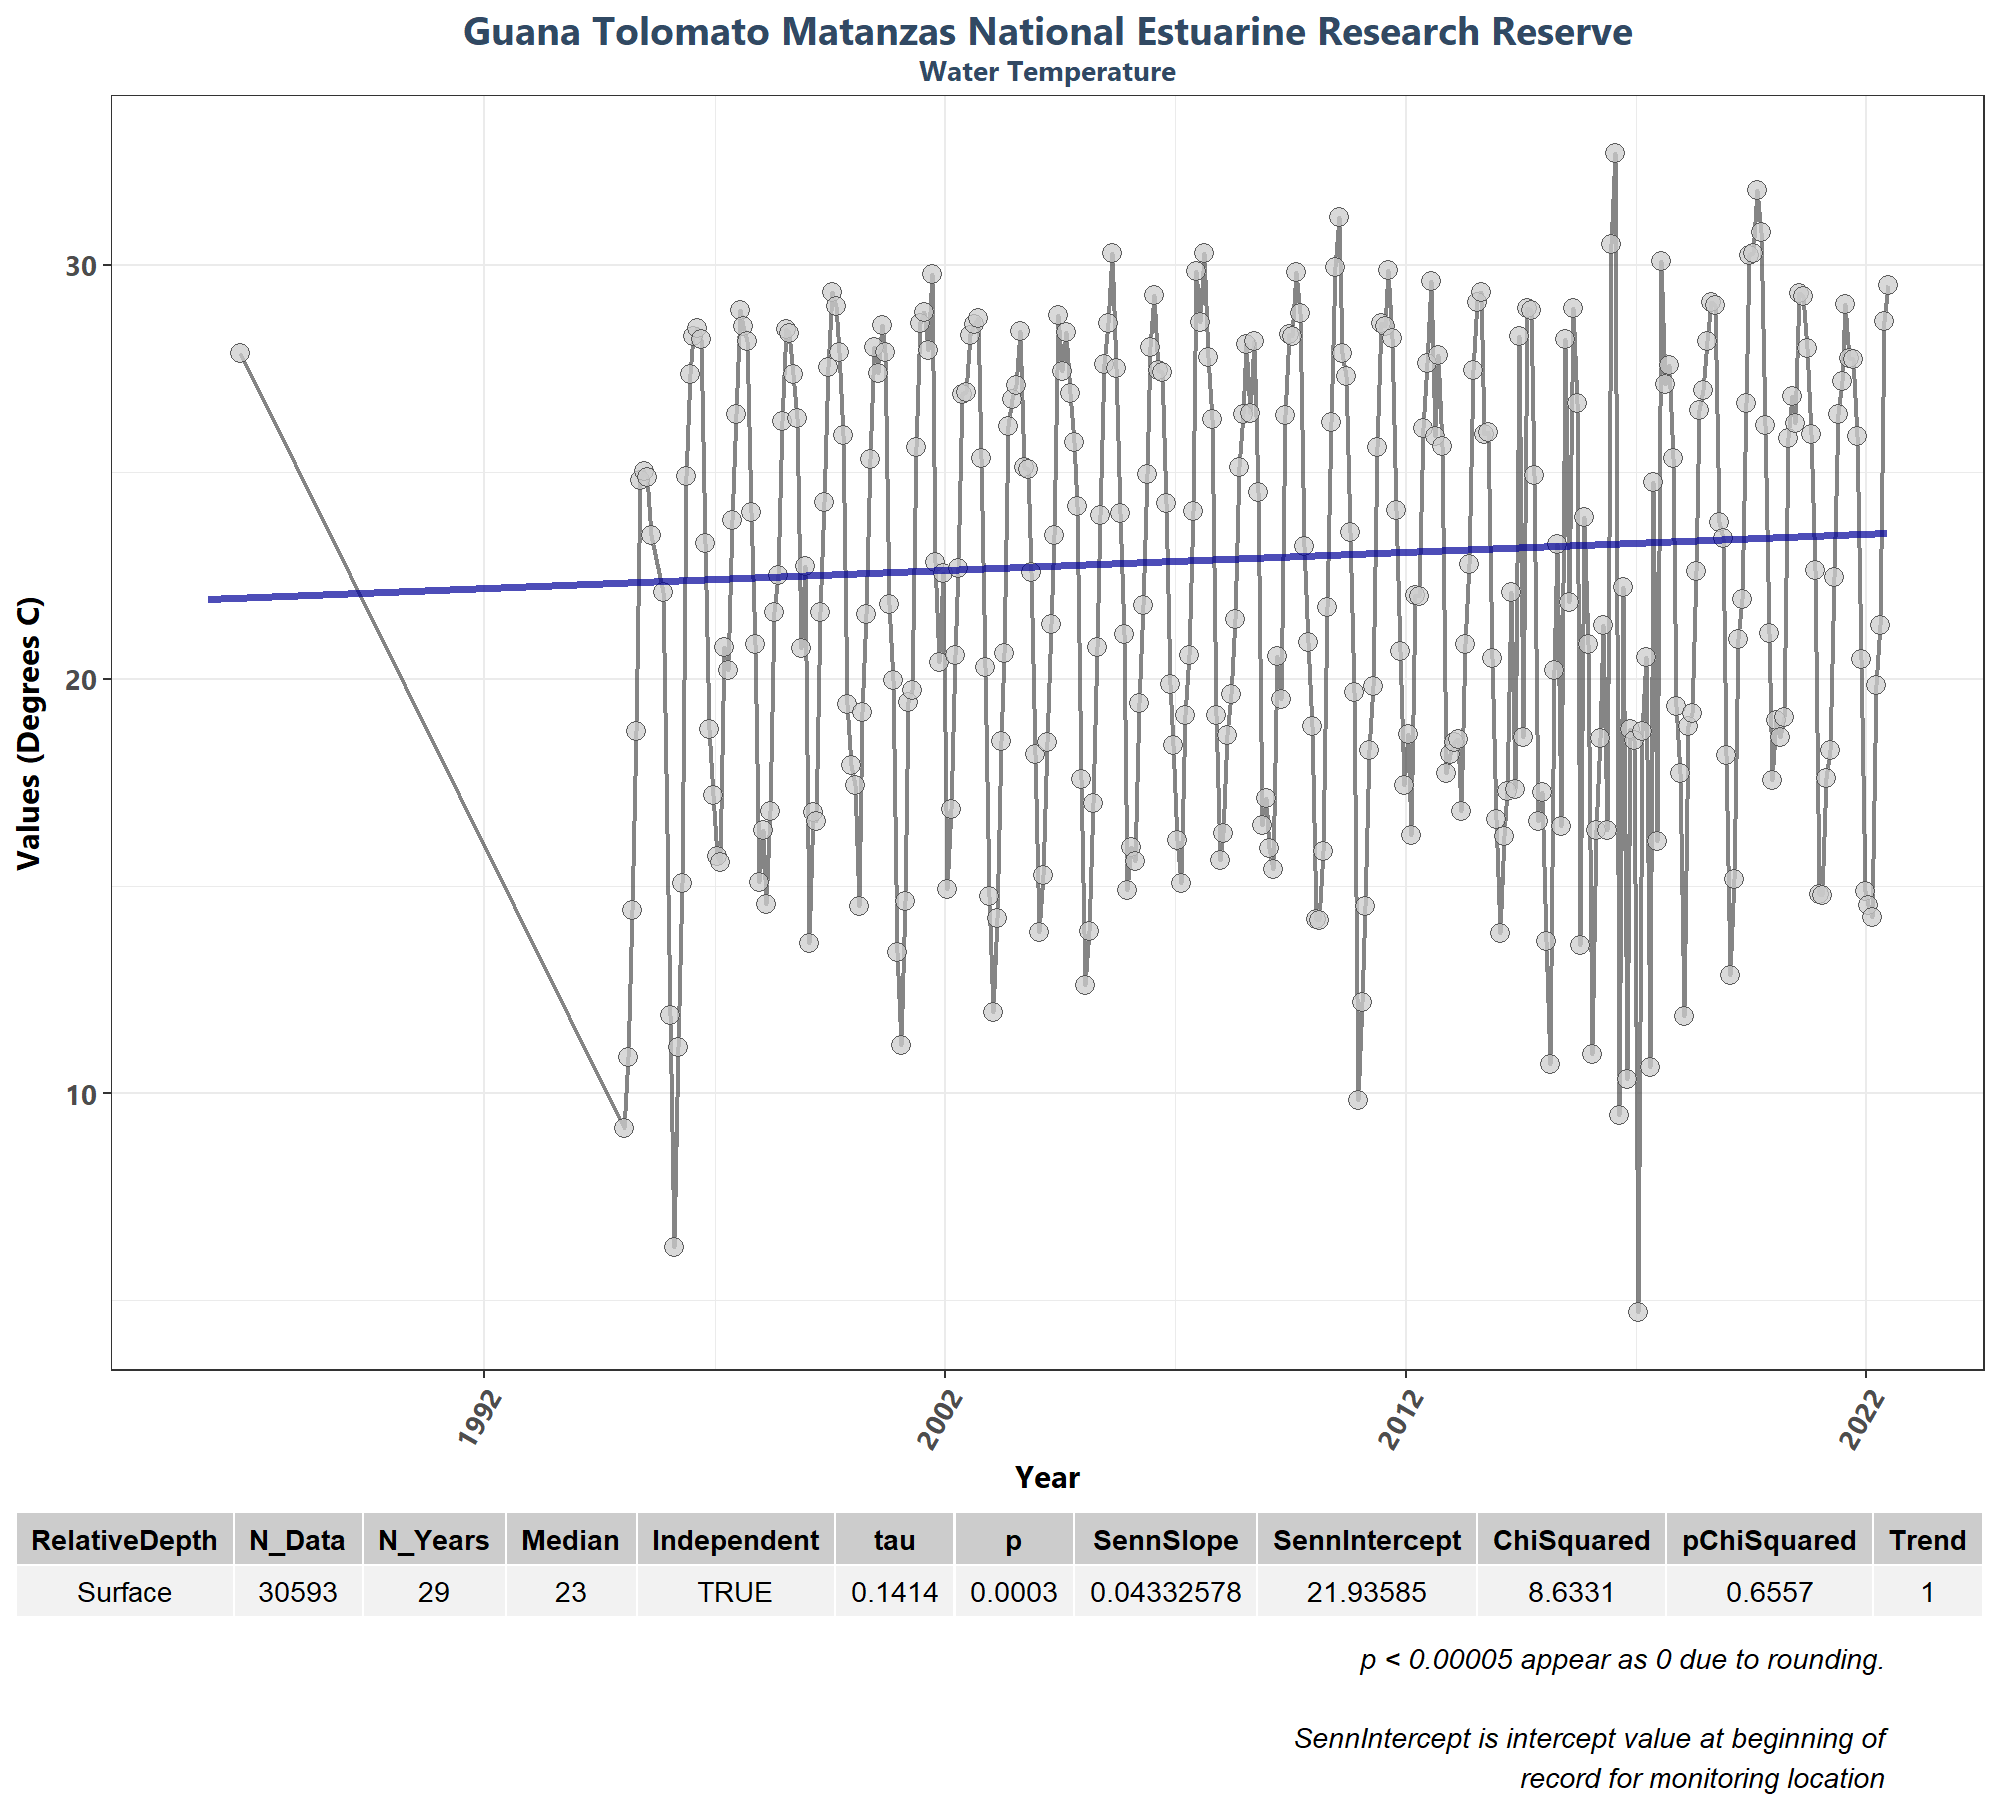 Guana Tolomato Matanzas National Estuarine Research Reserve
Water Temperature
Values (Degrees C)
30
20
10
1992
2002
2012
2022
Year
RelativeDepth N_Data N_Years Median Independent tau p SennSlope SennIntercept ChiSquared pChiSquared Trend
Surface 30593 29 23 TRUE 0.1414 0.0003 0.04332578 21.93585 8.6331 0.6557 1
p < 0.00005 appear as 0 due to rounding.
SennIntercept is intercept value at beginning of
record for monitoring location